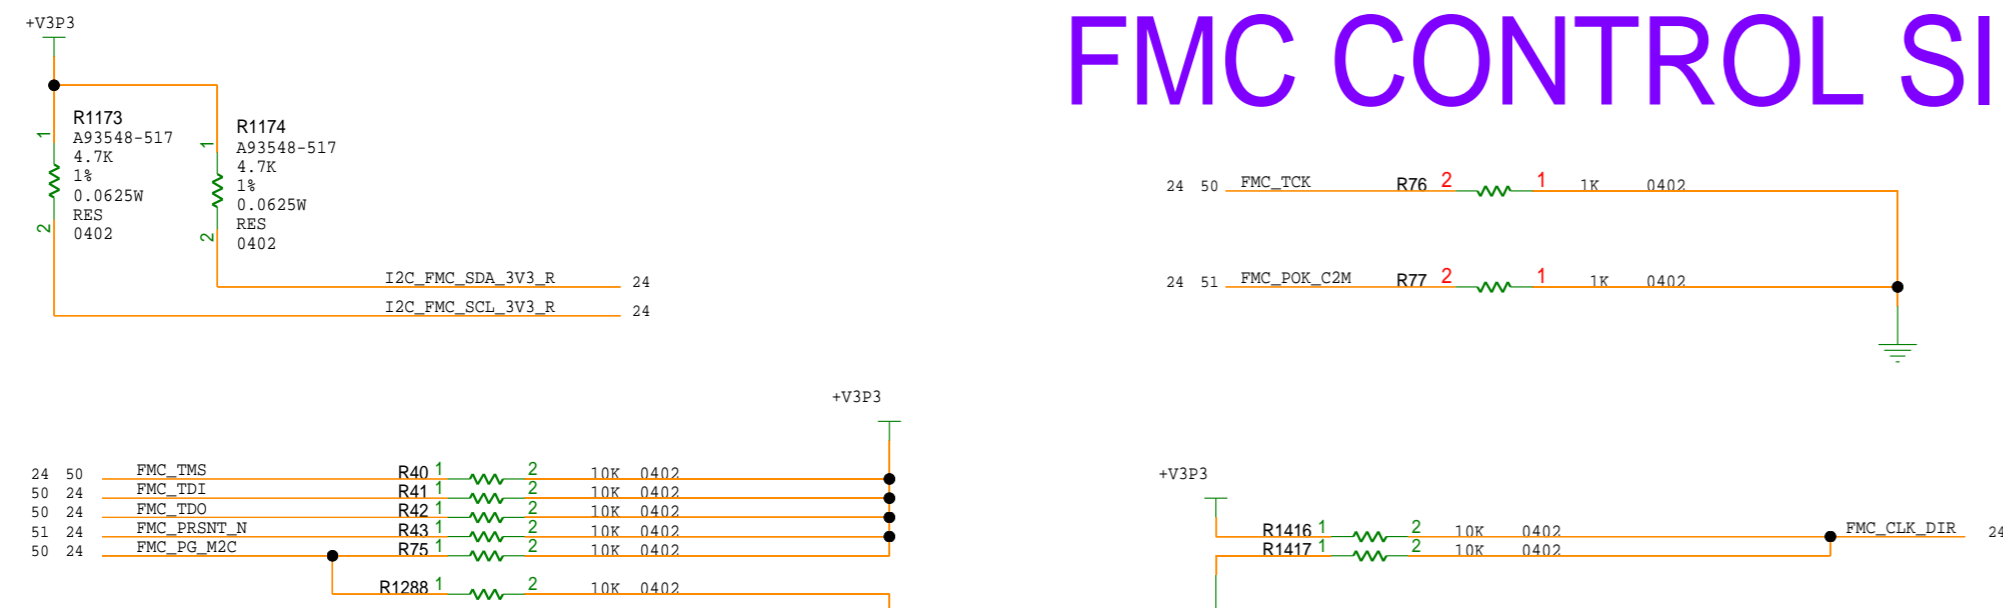 +V3P3
FMC CONTROL SI
1
R1173
A93548-517
4.7K
1%
0.0625W
RES
0402
2
1
R1174
A93548-517
4.7K
1%
0.0625W
RES
0402
2
I2C_FMC_SDA_3V3_R 24
I2C_FMC_SCL_3V3_R 24
24 50 FMC_TCK R76 2 1 1K 0402
24 51 FMC_POK_C2M R77 2 1 1K 0402
+V3P3
24 50 FMC_TMS R40 1 2 10K 0402
50 24 FMC_TDI R41 1 2 10K 0402
50 24 FMC_TDO R42 1 2 10K 0402
51 24 FMC_PRSNT_N R43 1 2 10K 0402
50 24 FMC_PG_M2C R75 1 2 10K 0402
R1288 1 2 10K 0402
+V3P3
R1416 1 2 10K 0402 FMC_CLK_DIR 24
R1417 1 2 10K 0402